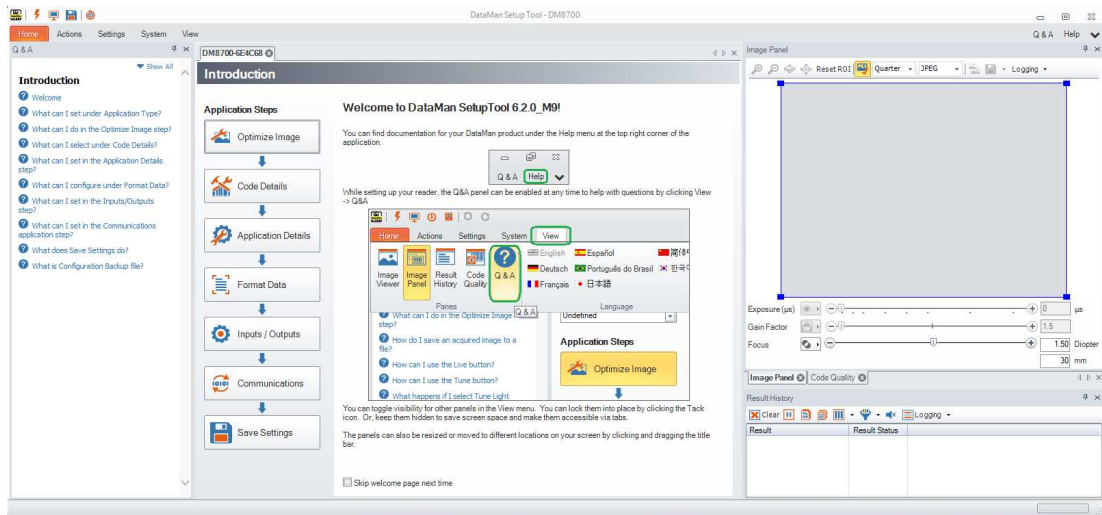 DataMan Setup Tool - DM8700
Home Actions Settings System View
Q & A Help
Q & A
Show All
Introduction
Welcome
What can I set under Application Type?
What can I do in the Optimize Image step?
What can I select under Code Details?
What can I set in the Application Details
step?
What can I configure under Format Data?
What can I set in the Inputs/Outputs
step?
What can I set in the Communications
application step?
What does Save Settings do?
What is Configuration Backup file?
DM8700-6E4C68
Introduction
Application Steps
Optimize Image
Code Details
Application Details
Format Data
Inputs / Outputs
Communications
Save Settings
Welcome to DataMan SetupTool 6.2.0_M9!
You can find documentation for your DataMan product under the Help menu at the top right corner of the
application.
Q & A Help
While setting up your reader, the Q&A panel can be enabled at any time to help with questions by clicking View
-> Q&A
Home Actions Settings System View
Image Viewer
Image Panel
Result History
Code Quality
Q & A
English Español
Deutsch Português do Brasil 한국
Français 日本語
Panes Language
Q & A
What can I do in the Optimize Image
step?
How do I save an acquired image to a
file?
How can I use the Live button?
How can I use the Tune button?
What happens if I select Tune Light
Undefined
Application Steps
Optimize Image
You can toggle visibility for other panels in the View menu. You can lock them into place by clicking the Tack
icon. Or, keep them hidden to save screen space and make them accessible via tabs.
The panels can also be resized or moved to different locations on your screen by clicking and dragging the title
bar.
Skip welcome page next time
Image Panel
Reset ROI Quarter JPEG Logging
Exposure (µs) 0 µs
Gain Factor 1.5
Focus 1.50 Diopter
30 mm
Image Panel Code Quality
Result History
Clear Logging
Result Result Status